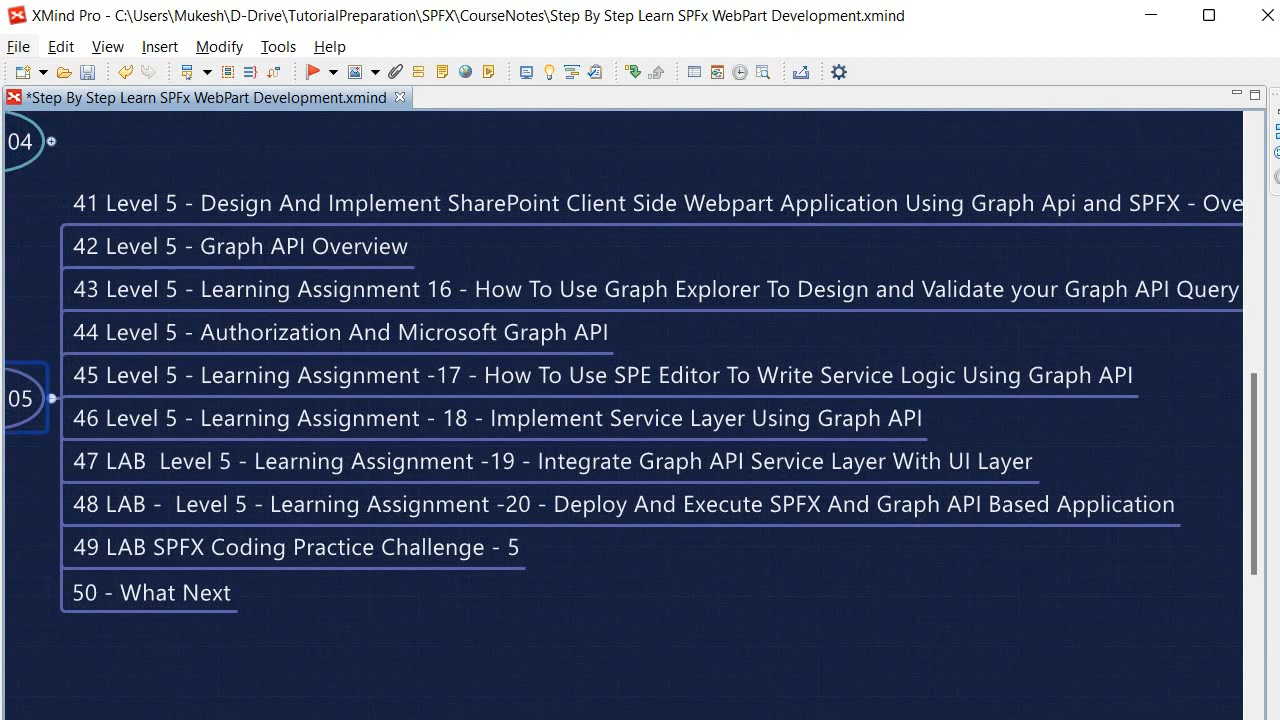 XMind Pro - C:\Users\Mukesh\D-Drive\TutorialPreparation\SPFx\CourseNotes\Step By Step Learn SPFx WebPart Development.xmind
File Edit View Insert Modify Tools Help
*Step By Step Learn SPFx WebPart Development.xmind
04
41 Level 5 - Design And Implement SharePoint Client Side Webpart Application Using Graph Api and SPFX - Ove
42 Level 5 - Graph API Overview
43 Level 5 - Learning Assignment 16 - How To Use Graph Explorer To Design and Validate your Graph API Query
44 Level 5 - Authorization And Microsoft Graph API
05
45 Level 5 - Learning Assignment -17 - How To Use SPE Editor To Write Service Logic Using Graph API
46 Level 5 - Learning Assignment - 18 - Implement Service Layer Using Graph API
47 LAB  Level 5 - Learning Assignment -19 - Integrate Graph API Service Layer With UI Layer
48 LAB -  Level 5 - Learning Assignment -20 - Deploy And Execute SPFX And Graph API Based Application
49 LAB SPFX Coding Practice Challenge - 5
50 - What Next